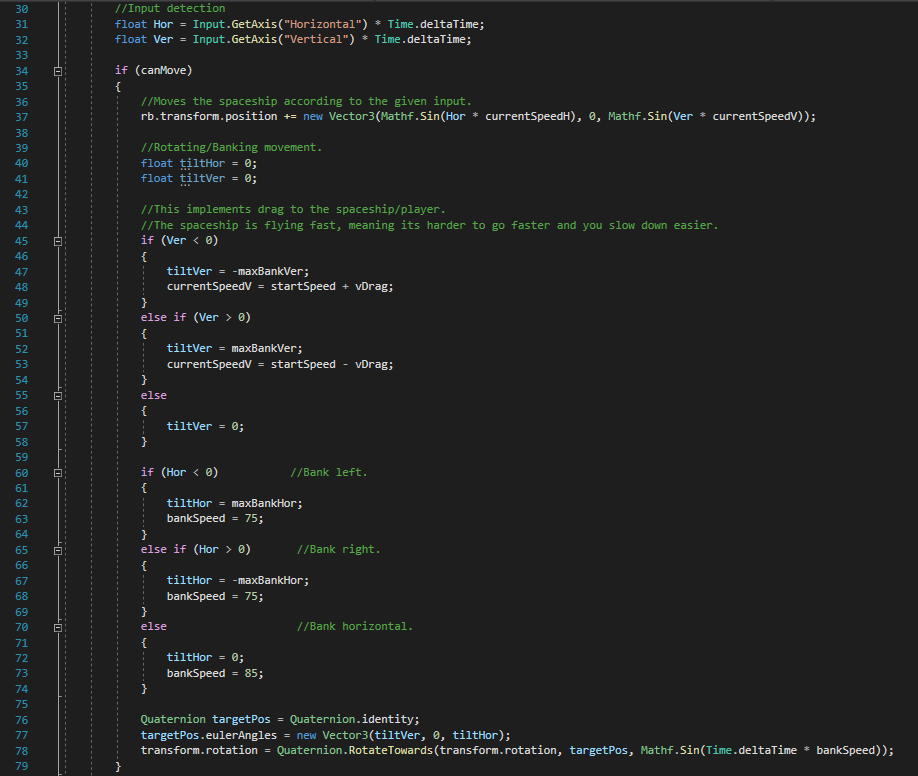 30 //Input detection
31 float Hor = Input.GetAxis("Horizontal") * Time.deltaTime;
32 float Ver = Input.GetAxis("Vertical") * Time.deltaTime;
33
34 if (canMove)
35 {
36 //Moves the spaceship according to the given input.
37 rb.transform.position += new Vector3(Mathf.Sin(Hor * currentSpeedH), 0, Mathf.Sin(Ver * currentSpeedV));
38
39 //Rotating/Banking movement.
40 float tiltHor = 0;
41 float tiltVer = 0;
42
43 //This implements drag to the spaceship/player.
44 //The spaceship is flying fast, meaning its harder to go faster and you slow down easier.
45 if (Ver < 0)
46 {
47 tiltVer = -maxBankVer;
48 currentSpeedV = startSpeed + vDrag;
49 }
50 else if (Ver > 0)
51 {
52 tiltVer = maxBankVer;
53 currentSpeedV = startSpeed - vDrag;
54 }
55 else
56 {
57 tiltVer = 0;
58 }
59
60 if (Hor < 0) //Bank left.
61 {
62 tiltHor = maxBankHor;
63 bankSpeed = 75;
64 }
65 else if (Hor > 0) //Bank right.
66 {
67 tiltHor = -maxBankHor;
68 bankSpeed = 75;
69 }
70 else //Bank horizontal.
71 {
72 tiltHor = 0;
73 bankSpeed = 85;
74 }
75
76 Quaternion targetPos = Quaternion.identity;
77 targetPos.eulerAngles = new Vector3(tiltVer, 0, tiltHor);
78 transform.rotation = Quaternion.RotateTowards(transform.rotation, targetPos, Mathf.Sin(Time.deltaTime * bankSpeed));
79 }